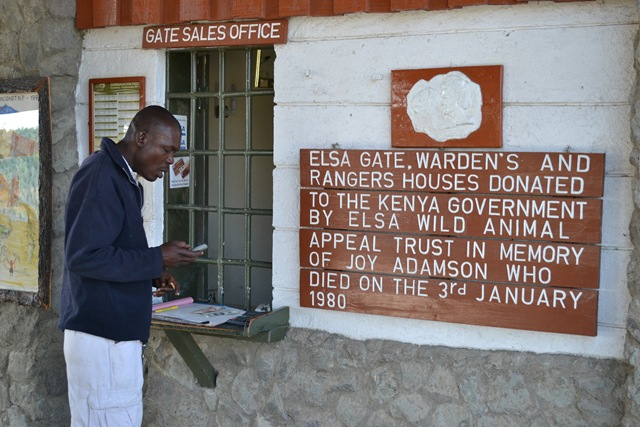 GATE SALES OFFICE
ELSA GATE, WARDEN'S AND
RANGERS HOUSES DONATED
TO THE KENYA GOVERNMENT
BY ELSA WILD ANIMAL
APPEAL TRUST IN MEMORY
OF JOY ADAMSON WHO
DIED ON THE 3rd JANUARY
1980